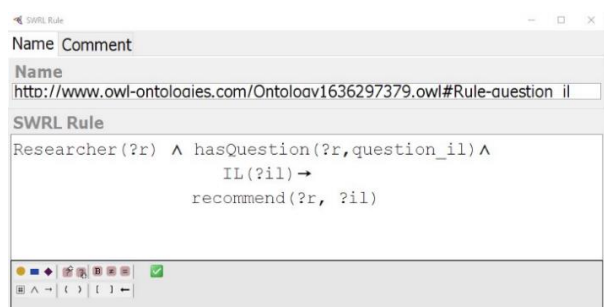 SWRL Rule
Name Comment
Name
http://www.owl-ontologies.com/Ontology1636297379.owl#Rule-question_il
SWRL Rule
Researcher(?r) ∧ hasQuestion(?r,question_il)∧
IL(?il)→
recommend(?r, ?il)
∧ → ( ) [ ] ←